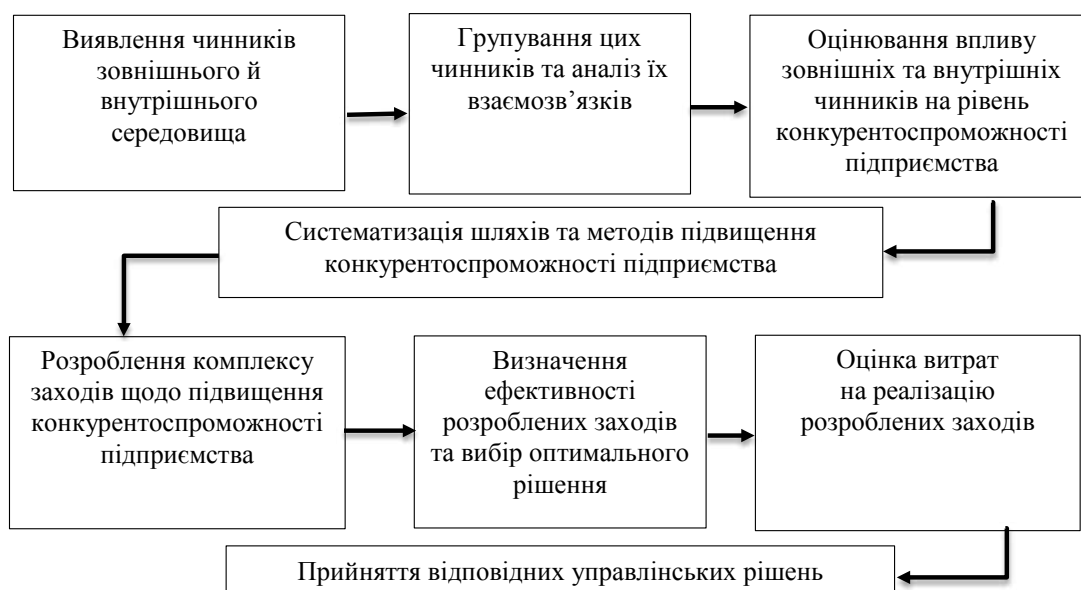 Виявлення чинників
зовнішнього й
внутрішнього
середовища
Групування цих
чинників та аналіз їх
взаємозв’язків
Оцінювання впливу
зовнішніх та внутрішніх
чинників на рівень
конкурентоспроможності
підприємства
Систематизація шляхів та методів підвищення
конкурентоспроможності підприємства
Розроблення комплексу
заходів щодо підвищення
конкурентоспроможності
підприємства
Визначення
ефективності
розроблених заходів
та вибір оптимального
рішення
Оцінка витрат
на реалізацію
розроблених заходів
Прийняття відповідних управлінських рішень